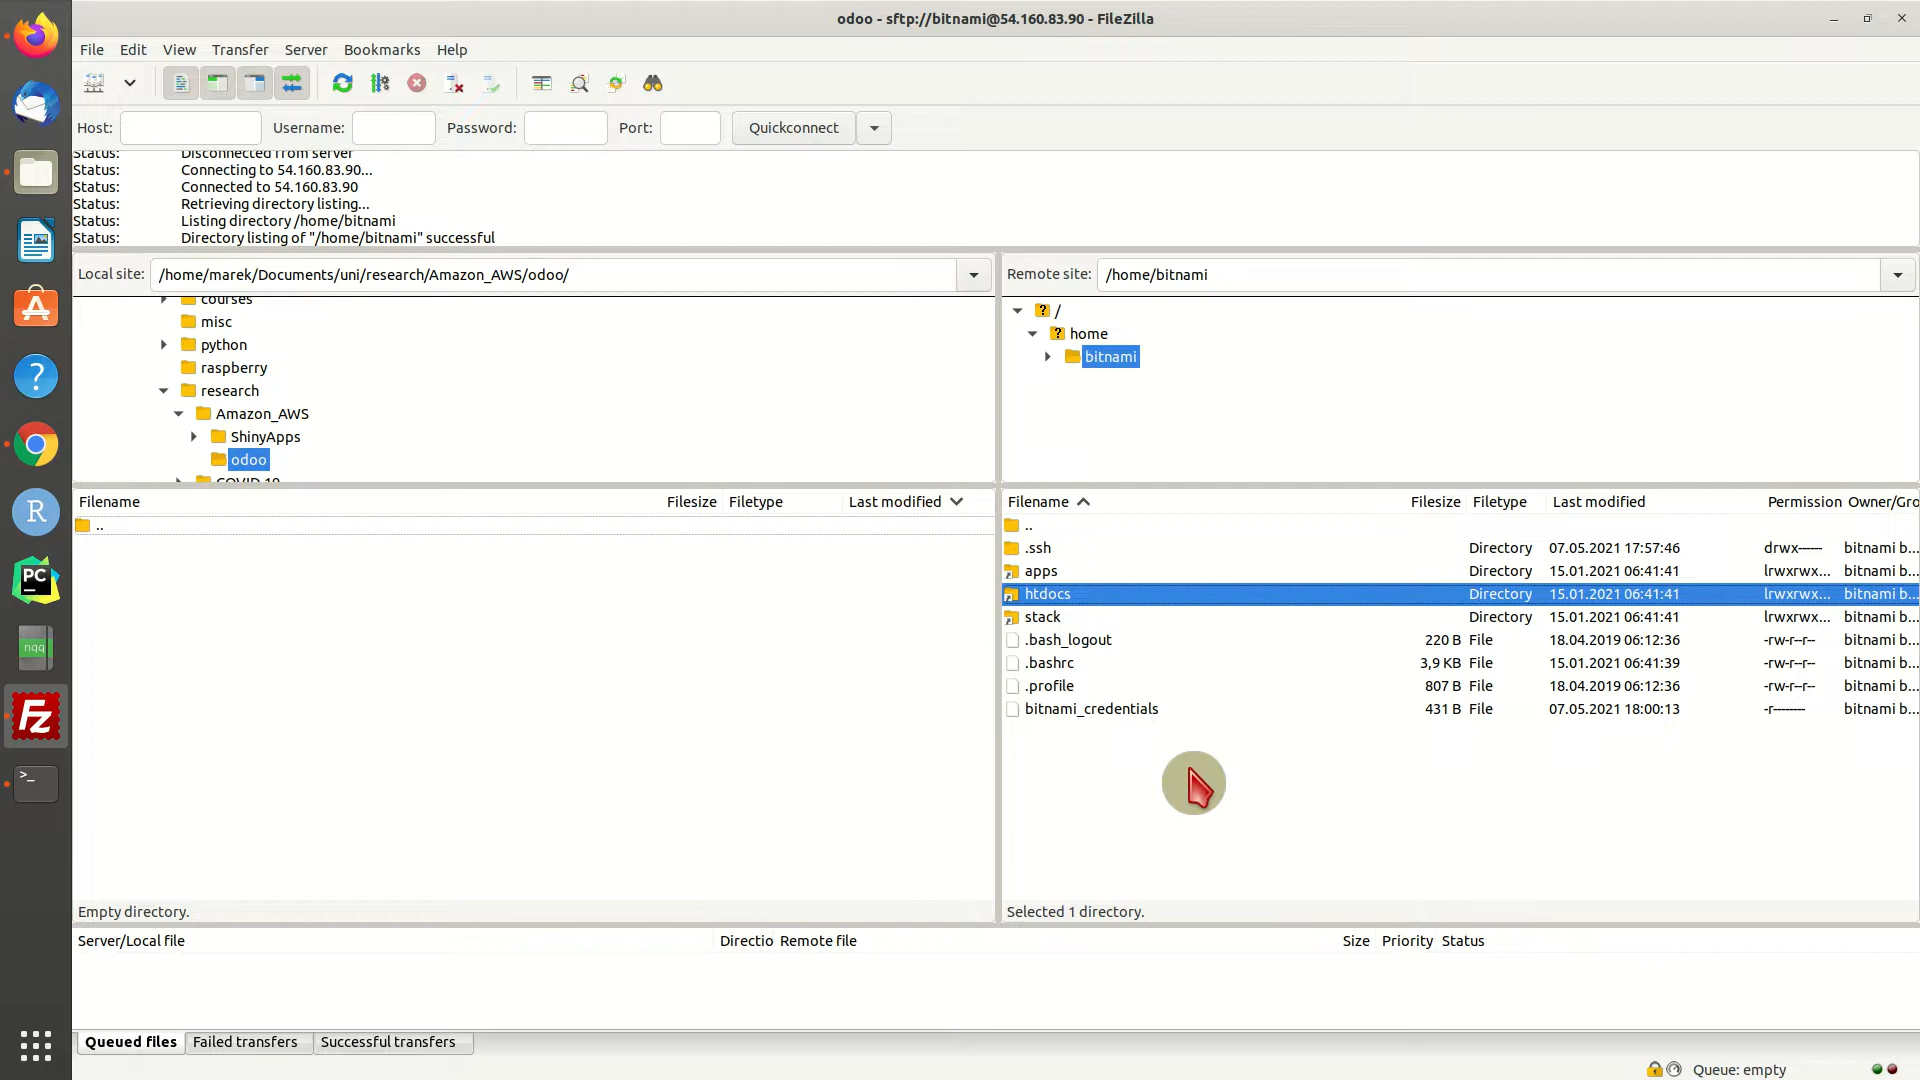 odoo - sftp://bitnami@54.160.83.90 - FileZilla
File Edit View Transfer Server Bookmarks Help
Host: Username: Password: Port: Quickconnect
Status: Disconnected from server
Status: Connecting to 54.160.83.90...
Status: Connected to 54.160.83.90
Status: Retrieving directory listing...
Status: Listing directory /home/bitnami
Status: Directory listing of "/home/bitnami" successful
Local site: /home/marek/Documents/uni/research/Amazon_AWS/odoo/
courses
misc
python
raspberry
research
Amazon_AWS
ShinyApps
odoo
COVID 19
Remote site: /home/bitnami
/
home
bitnami
Filename Filesize Filetype Last modified
..
Empty directory.
Filename Filesize Filetype Last modified Permission Owner/Gro
..
.ssh Directory 07.05.2021 17:57:46 drwx------ bitnami b...
apps Directory 15.01.2021 06:41:41 lrwxrwx... bitnami b...
htdocs Directory 15.01.2021 06:41:41 lrwxrwx... bitnami b...
stack Directory 15.01.2021 06:41:41 lrwxrwx... bitnami b...
.bash_logout 220 B File 18.04.2019 06:12:36 -rw-r--r-- bitnami b...
.bashrc 3,9 KB File 15.01.2021 06:41:39 -rw-r--r-- bitnami b...
.profile 807 B File 18.04.2019 06:12:36 -rw-r--r-- bitnami b...
bitnami_credentials 431 B File 07.05.2021 18:00:13 -r-------- bitnami b...
Selected 1 directory.
Server/Local file Directio Remote file Size Priority Status
Queued files Failed transfers Successful transfers
Queue: empty
A
?
R
PC
nqq
Fz
>_